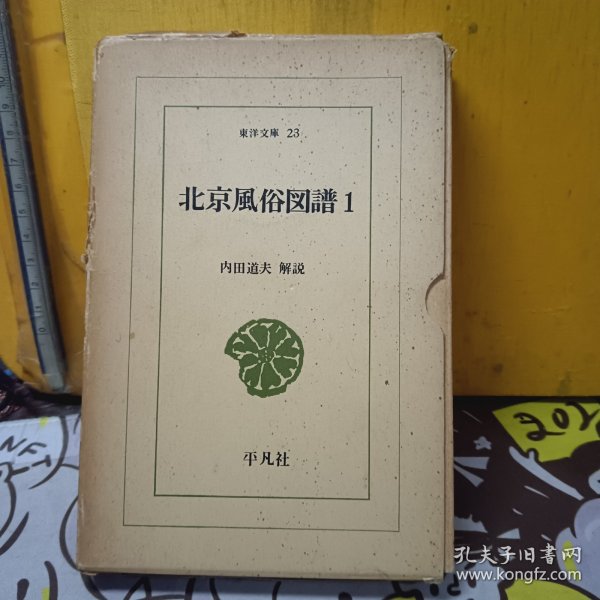 東洋文庫 23
北京風俗図譜 1
内田道夫 解説
平凡社
孔夫子旧书网
www.kongfz.com